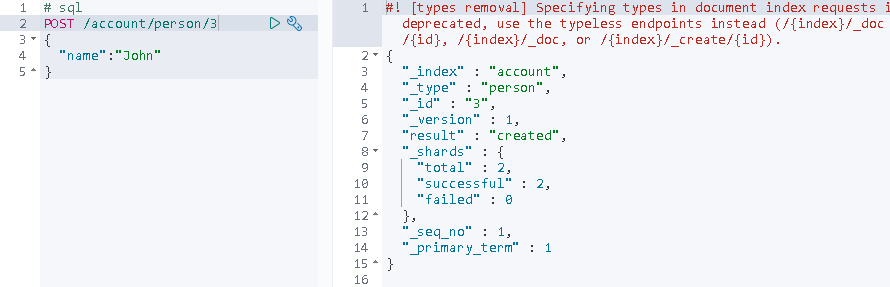 1 # sql
2 POST /account/person/3
3 {
4 "name":"John"
5 }
1 #! [types removal] Specifying types in document index requests i
deprecated, use the typeless endpoints instead (/{index}/_doc
/{id}, /{index}/_doc, or /{index}/_create/{id}).
2 {
3 "_index" : "account",
4 "_type" : "person",
5 "_id" : "3",
6 "_version" : 1,
7 "result" : "created",
8 "_shards" : {
9 "total" : 2,
10 "successful" : 2,
11 "failed" : 0
12 },
13 "_seq_no" : 1,
14 "_primary_term" : 1
15 }
16